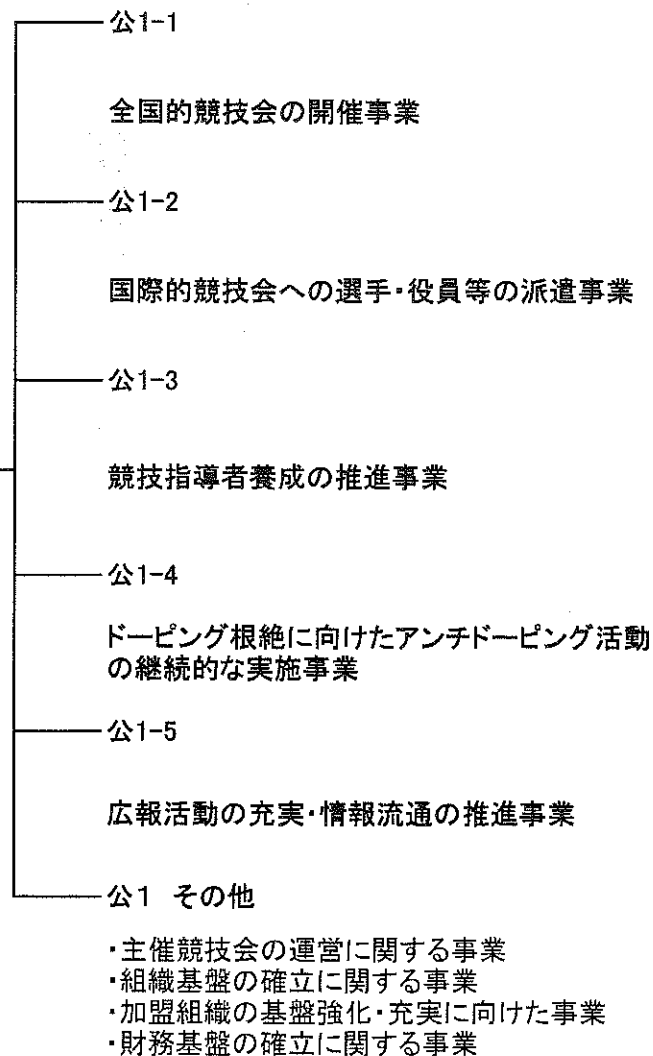 公1-1
全国的競技会の開催事業
公1-2
国際的競技会への選手・役員等の派遣事業
公1-3
競技指導者養成の推進事業
公1-4
ドーピング根絶に向けたアンチドーピング活動
の継続的な実施事業
公1-5
広報活動の充実・情報流通の推進事業
公1 その他
・主催競技会の運営に関する事業
・組織基盤の確立に関する事業
・加盟組織の基盤強化・充実に向けた事業
・財務基盤の確立に関する事業